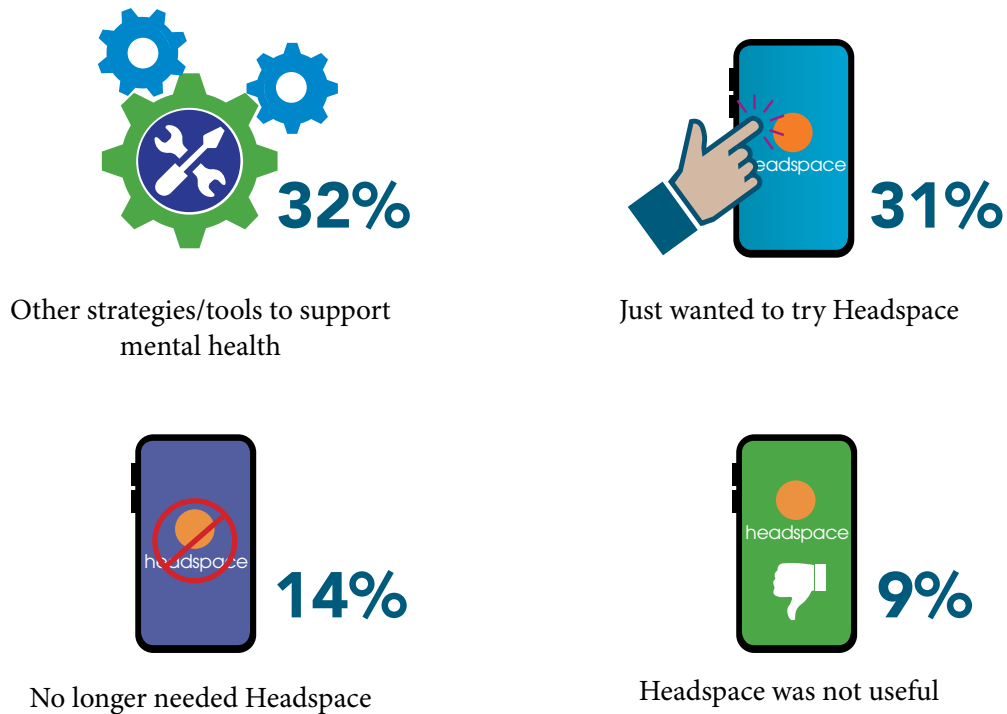 32%
Other strategies/tools to support
mental health
eadspace
31%
Just wanted to try Headspace
headspace
14%
No longer needed Headspace
headspace
9%
Headspace was not useful